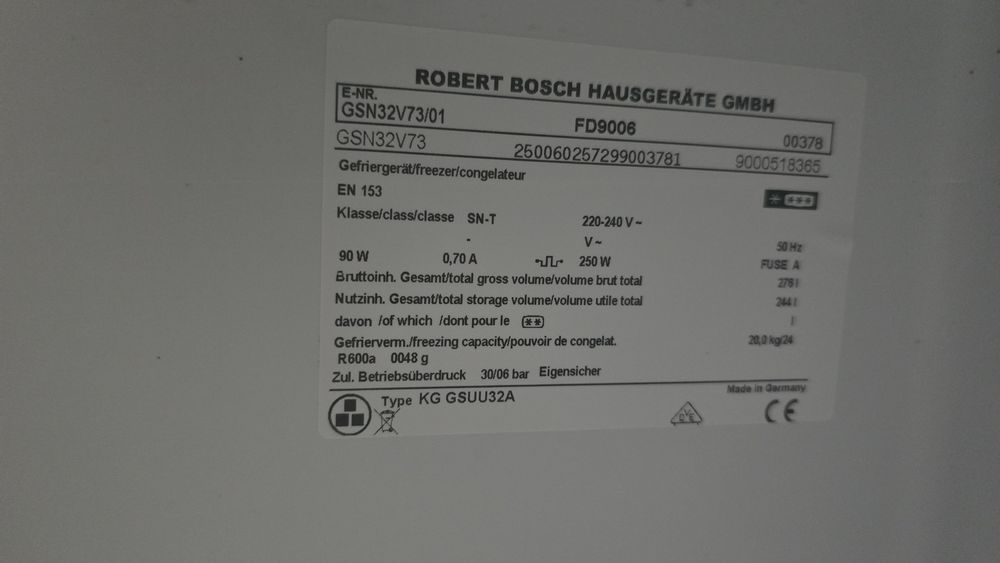 ROBERT BOSCH HAUSGERÄTE GMBH
E-NR.
GSN32V73/01 FD9006 00378
GSN32V73 250060257299003781 9000518365
Gefriergerät/freezer/congelateur
EN 153
Klasse/class/classe SN-T 220-240 V ~
- V ~ 50 Hz
90 W 0,70 A 250 W FUSE A
Bruttoinh. Gesamt/total gross volume/volume brut total 278 l
Nutzinh. Gesamt/total storage volume/volume utile total 244 l
davon /of which /dont pour le l
Gefrierverm./freezing capacity/pouvoir de congelat. 20,0 kg/24
R600a 0048 g
Zul. Betriebsüberdruck 30/06 bar Eigensicher
Made in Germany
Type KG GSUU32A
DVE CE